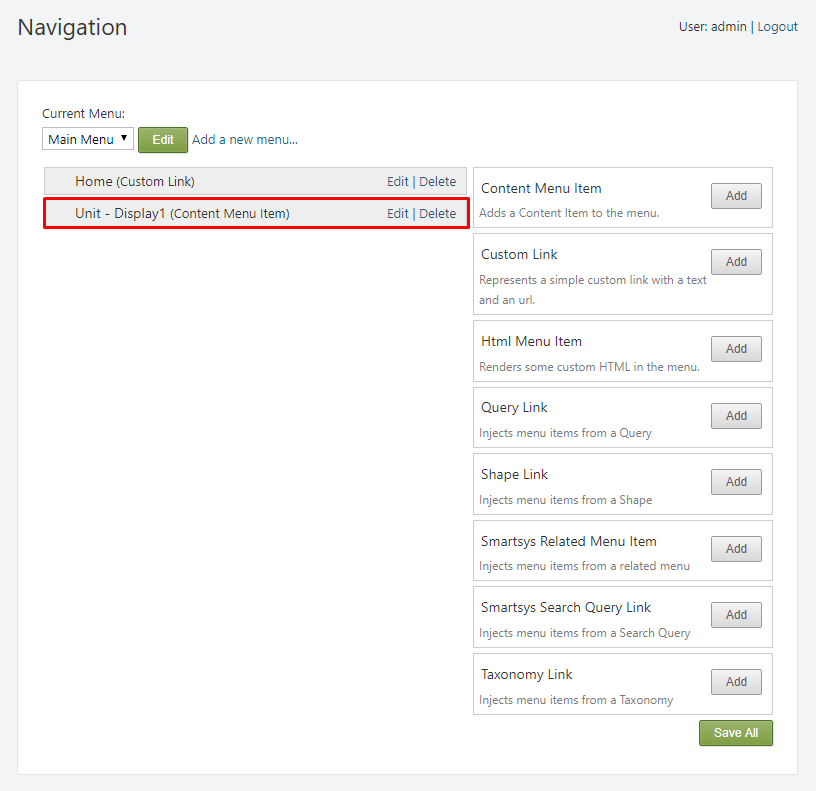 Navigation
User: admin | Logout
Current Menu:
Main Menu Edit Add a new menu...
Home (Custom Link) Edit | Delete
Unit - Display1 (Content Menu Item) Edit | Delete
Content Menu Item
Add
Adds a Content Item to the menu.
Custom Link
Add
Represents a simple custom link with a text
and an url.
Html Menu Item
Add
Renders some custom HTML in the menu.
Query Link
Add
Injects menu items from a Query
Shape Link
Add
Injects menu items from a Shape
Smartsys Related Menu Item
Add
Injects menu items from a related menu
Smartsys Search Query Link
Add
Injects menu items from a Search Query
Taxonomy Link
Add
Injects menu items from a Taxonomy
Save All